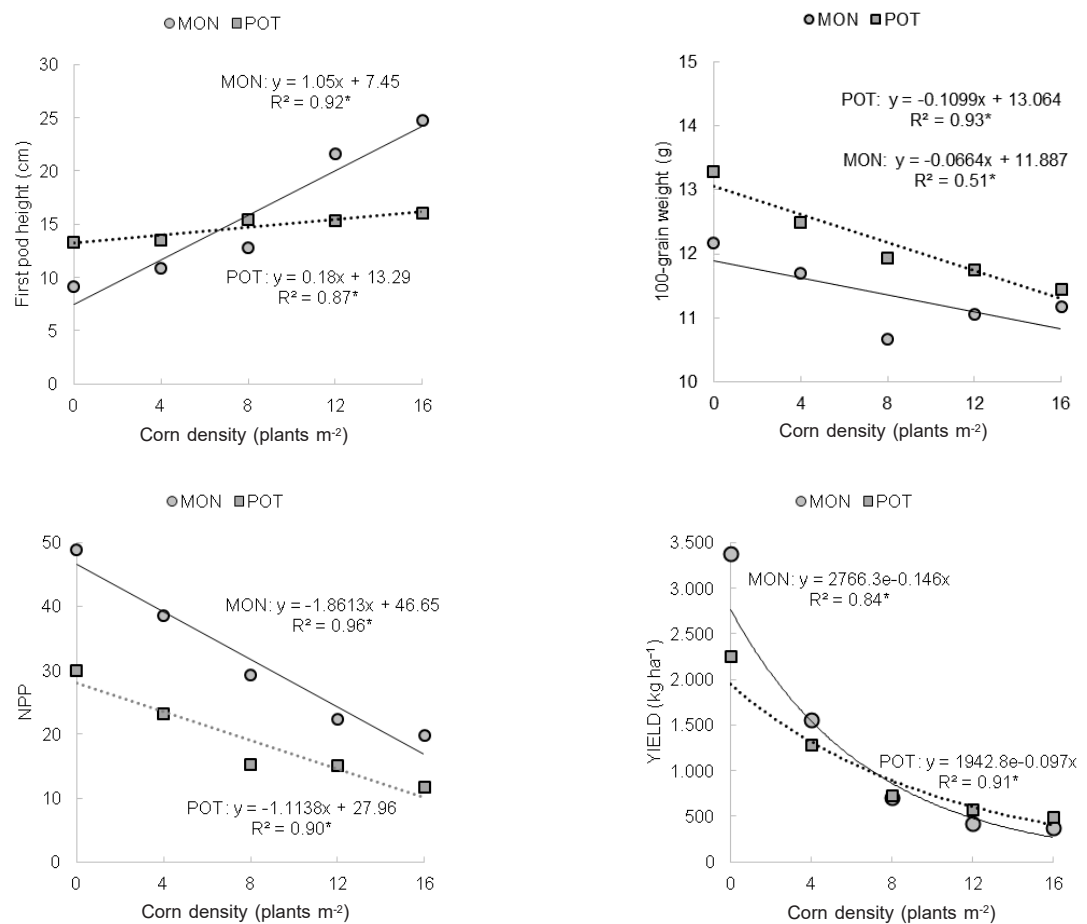 MON POT
First pod height (cm)
30
25
20
15
10
5
0
MON: y = 1.05x + 7.45
R² = 0.92*
POT: y = 0.18x + 13.29
R² = 0.87*
0 4 8 12 16
Corn density (plants m-2)
MON POT
100-grain weight (g)
15
14
13
12
11
10
POT: y = -0.1099x + 13.064
R² = 0.93*
MON: y = -0.0664x + 11.887
R² = 0.51*
0 4 8 12 16
Corn density (plants m-2)
MON POT
NPP
50
40
30
20
10
0
MON: y = -1.8613x + 46.65
R² = 0.96*
POT: y = -1.1138x + 27.96
R² = 0.90*
0 4 8 12 16
Corn density (plants m-2)
MON POT
YIELD (kg ha⁻¹)
3.500
3.000
2.500
2.000
1.500
1.000
500
0
MON: y = 2766.3e-0.146x
R² = 0.84*
POT: y = 1942.8e-0.097x
R² = 0.91*
0 4 8 12 16
Corn density (plants m-2)